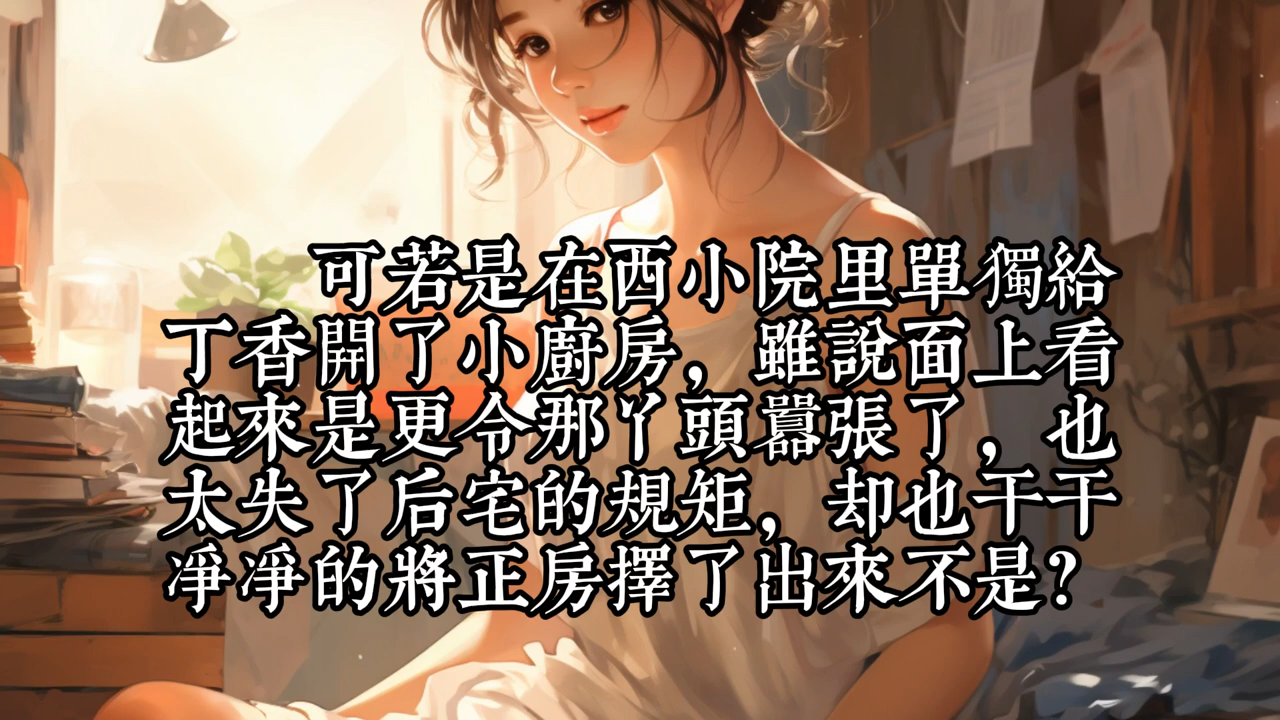 可若是在西小院里單獨給
丁香開了小廚房，雖說面上看
起來是更令那丫頭囂張了，也
太失了后宅的規矩，却也干干
凈凈的將正房擇了出來不是？